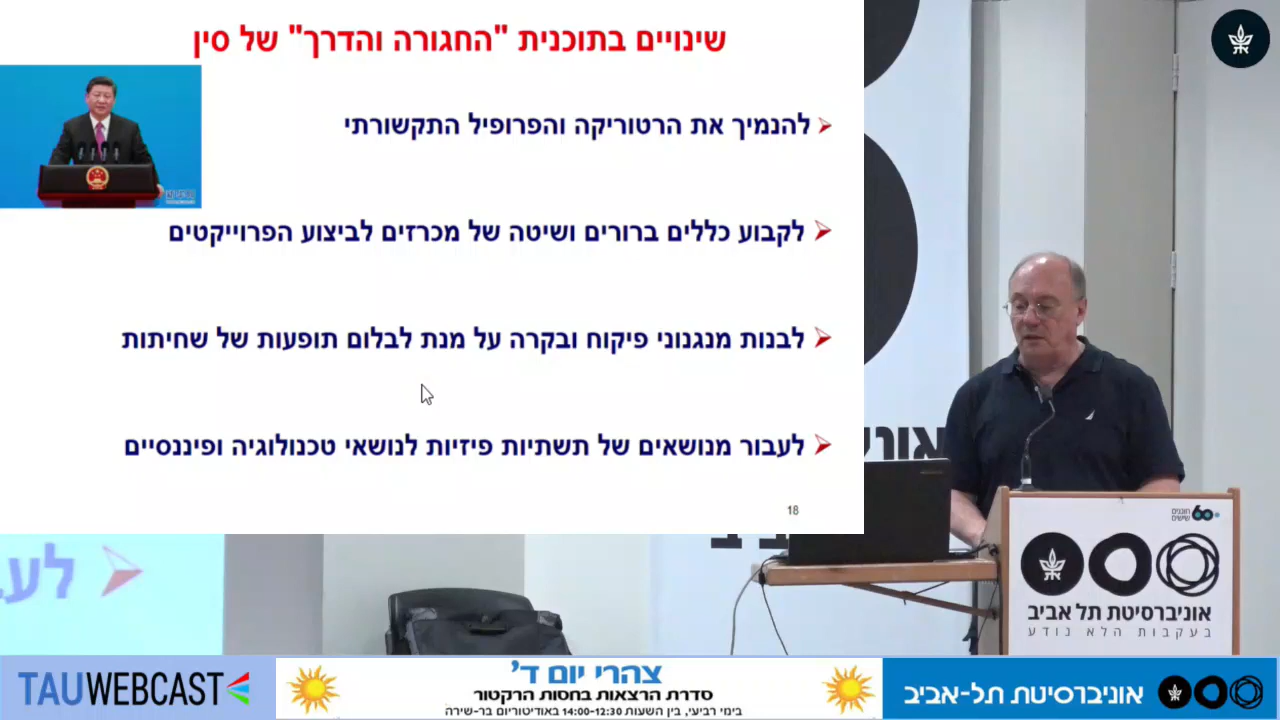 שינויים בתוכנית "החגורה והדרך" של סין
להנמיך את הרטוריקה והפרופיל התקשורתי
לקבוע כללים ברורים ושיטה של מכרזים לביצוע הפרוייקטים
לבנות מנגנוני פיקוח ובקרה על מנת לבלום תופעות של שחיתות
לעבור מנושאים של תשתיות פיזיות לנושאי טכנולוגיה ופיננסיים
18
חוגגים 60
שישים
אוניברסיטת תל אביב
בעקבות הלא נודע
TAUWEBCAST
צהרי יום ד'
סדרת הרצאות בחסות הרקטור
בימי רביעי, בין השעות 14:00-12:30 באודיטוריום בר-שירה
אוניברסיטת תל-אביב